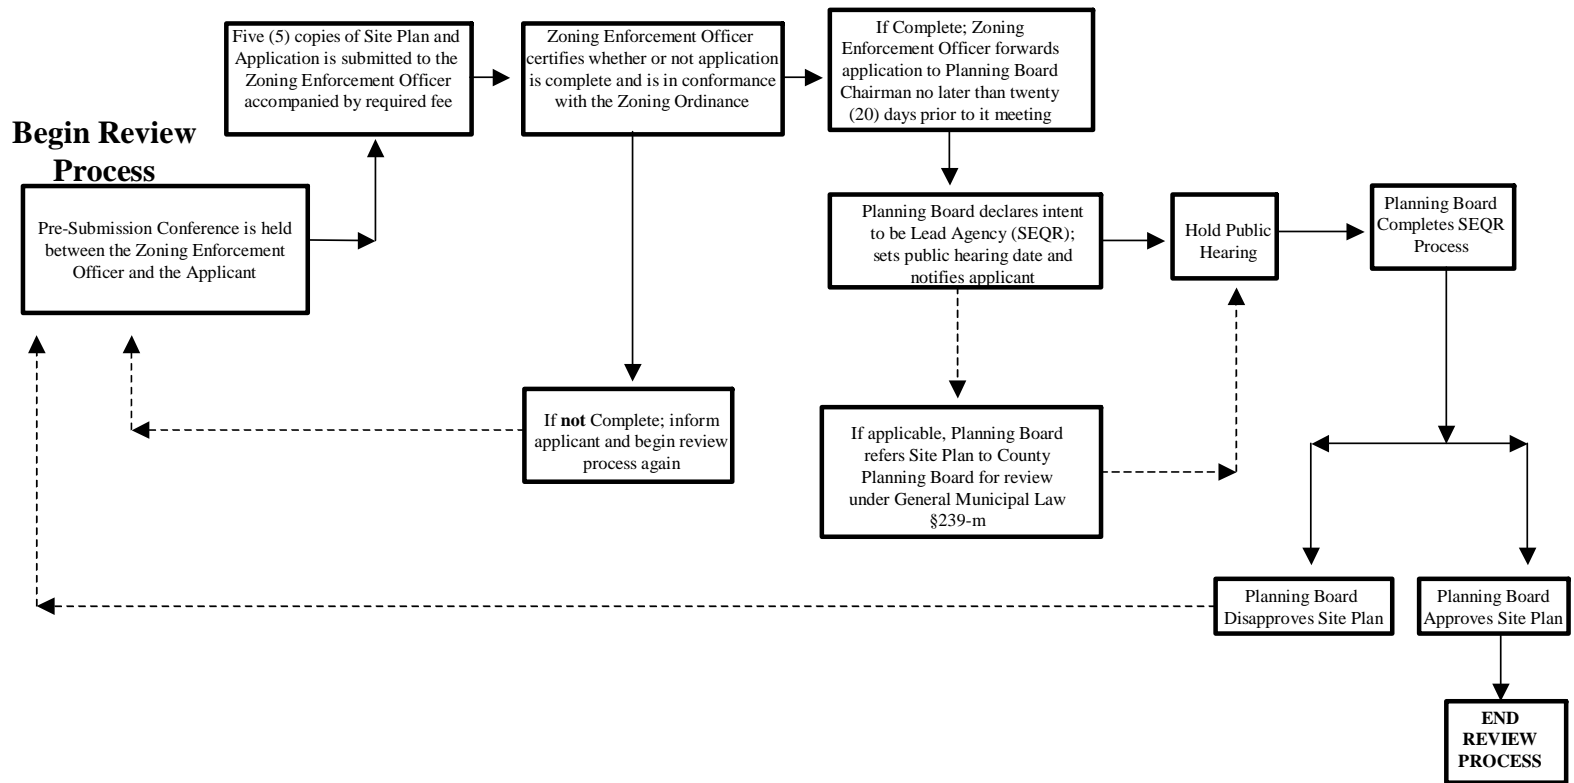 Begin Review
Process
Pre-Submission Conference is held
between the Zoning Enforcement
Officer and the Applicant
Five (5) copies of Site Plan and
Application is submitted to the
Zoning Enforcement Officer
accompanied by required fee
Zoning Enforcement Officer
certifies whether or not application
is complete and is in conformance
with the Zoning Ordinance
If Complete; Zoning
Enforcement Officer forwards
application to Planning Board
Chairman no later than twenty
(20) days prior to it meeting
If not Complete; inform
applicant and begin review
process again
Planning Board declares intent
to be Lead Agency (SEQR);
sets public hearing date and
notifies applicant
If applicable, Planning Board
refers Site Plan to County
Planning Board for review
under General Municipal Law
§239-m
Hold Public
Hearing
Planning Board
Completes SEQR
Process
Planning Board
Disapproves Site Plan
Planning Board
Approves Site Plan
END
REVIEW
PROCESS